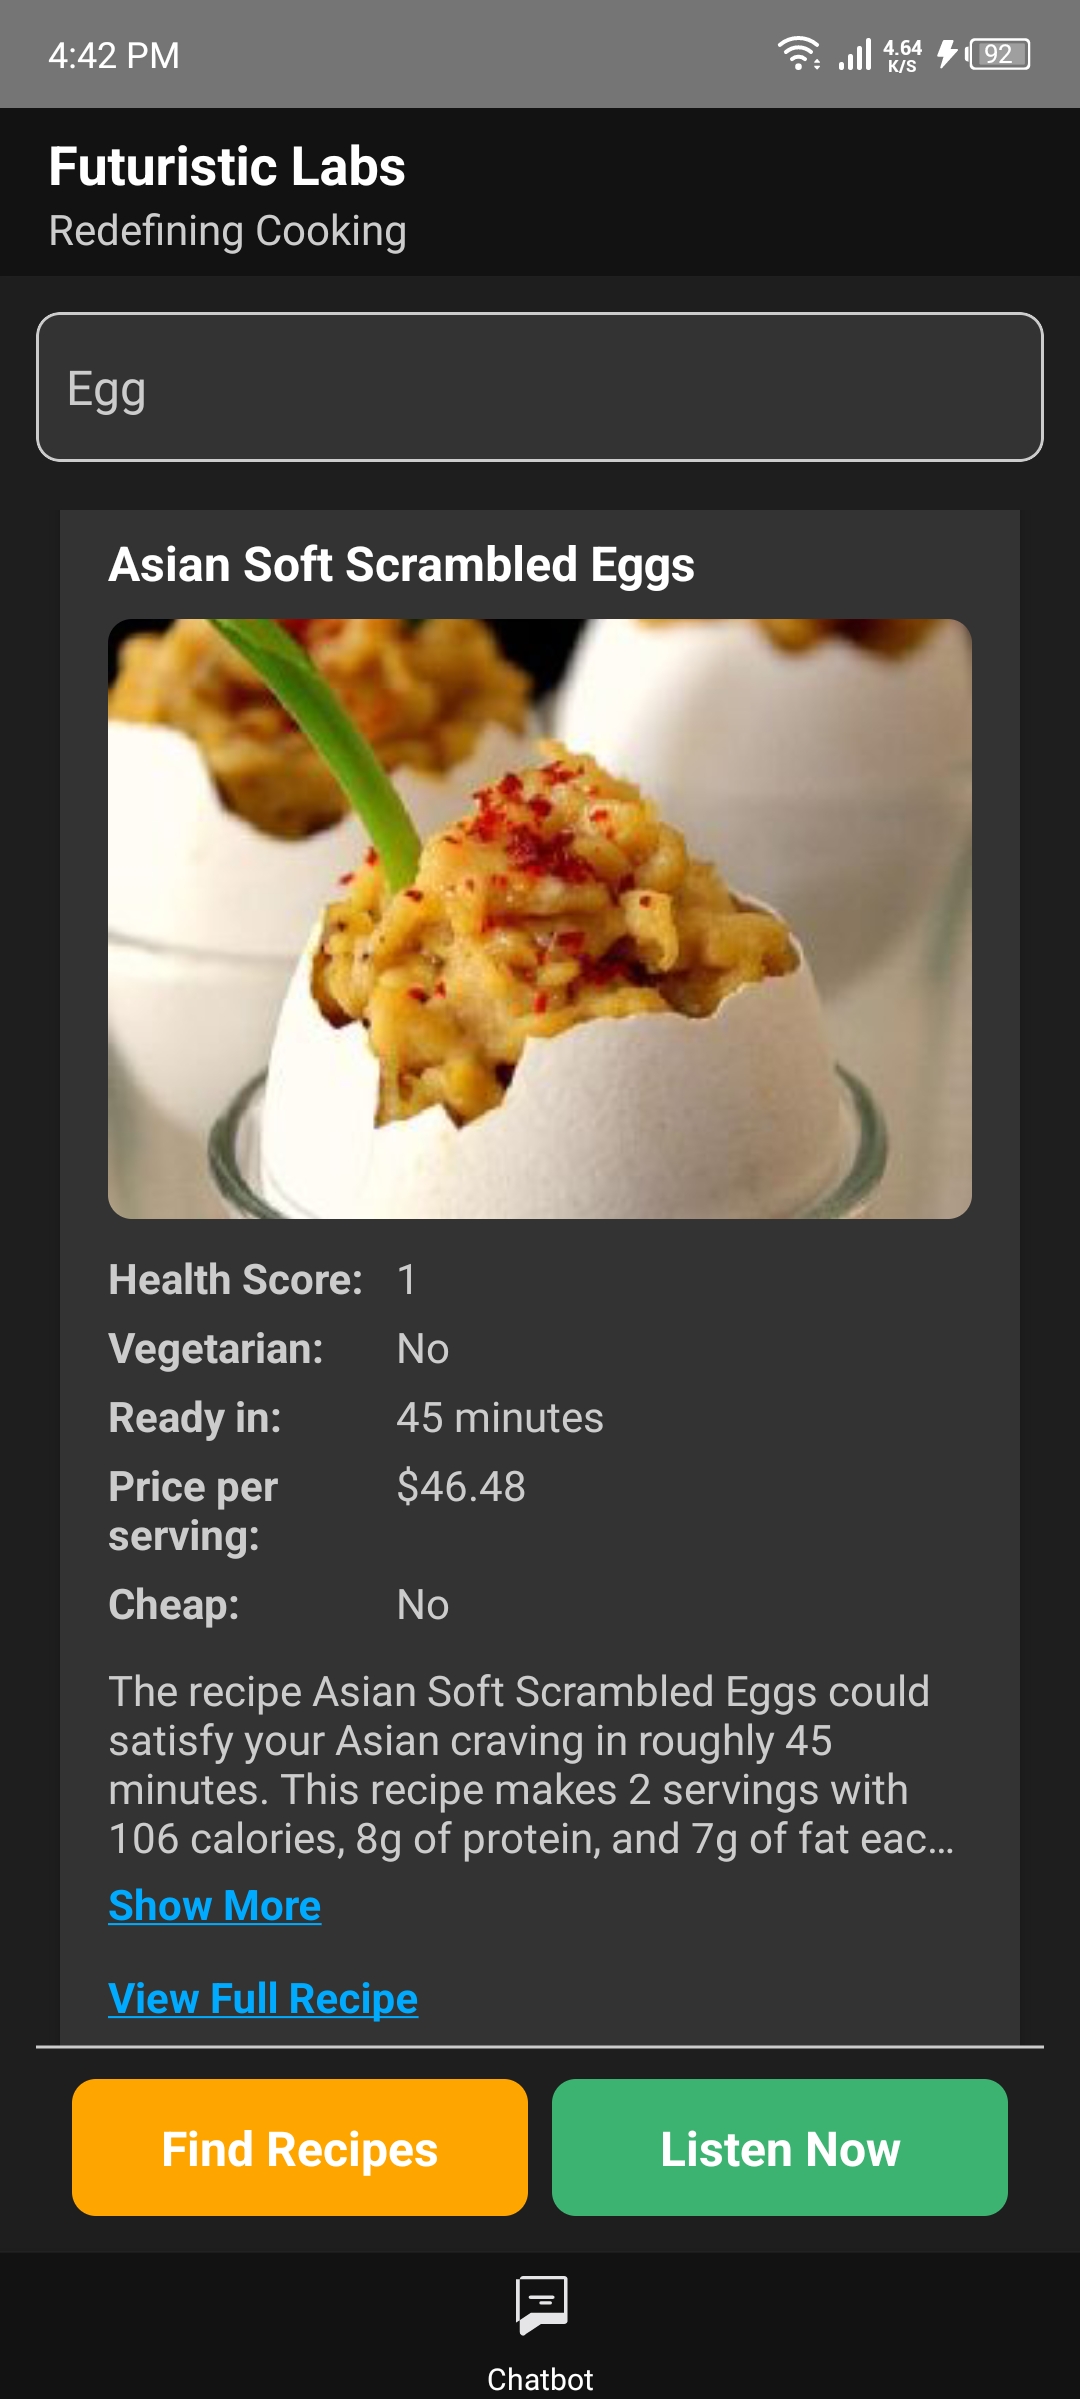 4:42 PM
4.64
K/S
92
Futuristic Labs
Redefining Cooking
Egg
Asian Soft Scrambled Eggs
Health Score: 1
Vegetarian: No
Ready in: 45 minutes
Price per $46.48
serving:
Cheap: No
The recipe Asian Soft Scrambled Eggs could
satisfy your Asian craving in roughly 45
minutes. This recipe makes 2 servings with
106 calories, 8g of protein, and 7g of fat eac...
Show More
View Full Recipe
Find Recipes Listen Now
Chatbot